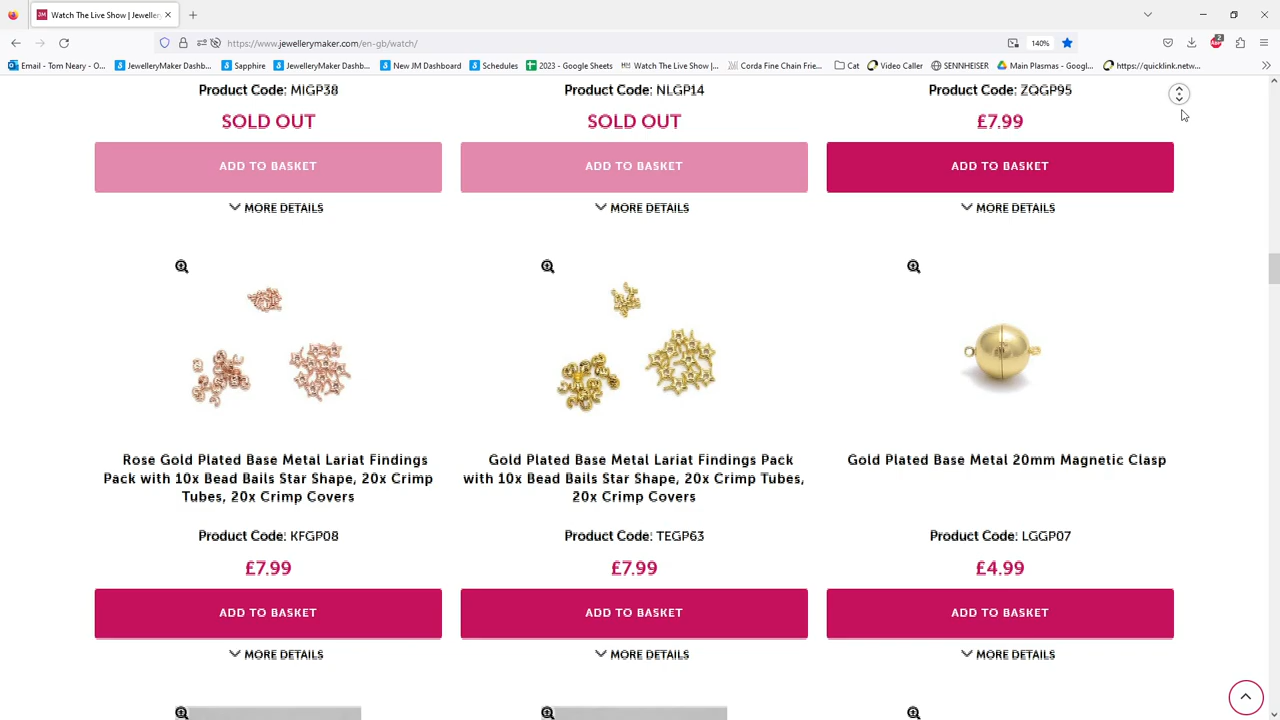 Watch The Live Show | Jeweller
https://www.jewellerymaker.com/en-gb/watch/
140%
2
Email - Tom Neary - O...
JewelleryMaker Dashb...
Sapphire
JewelleryMaker Dashb...
New JM Dashboard
Schedules
2023 - Google Sheets
Watch The Live Show |...
Corda Fine Chain Frie...
Cat
Video Caller
SENNHEISER
Main Plasmas - Googl...
https://quicklink.netw...
Product Code: MIGP38
Product Code: NLGP14
Product Code: ZQGP95
SOLD OUT
SOLD OUT
£7.99
ADD TO BASKET
ADD TO BASKET
ADD TO BASKET
MORE DETAILS
MORE DETAILS
MORE DETAILS
Rose Gold Plated Base Metal Lariat Findings
Pack with 10x Bead Bails Star Shape, 20x Crimp
Tubes, 20x Crimp Covers
Gold Plated Base Metal Lariat Findings Pack
with 10x Bead Bails Star Shape, 20x Crimp Tubes,
20x Crimp Covers
Gold Plated Base Metal 20mm Magnetic Clasp
Product Code: KFGP08
Product Code: TEGP63
Product Code: LGGP07
£7.99
£7.99
£4.99
ADD TO BASKET
ADD TO BASKET
ADD TO BASKET
MORE DETAILS
MORE DETAILS
MORE DETAILS